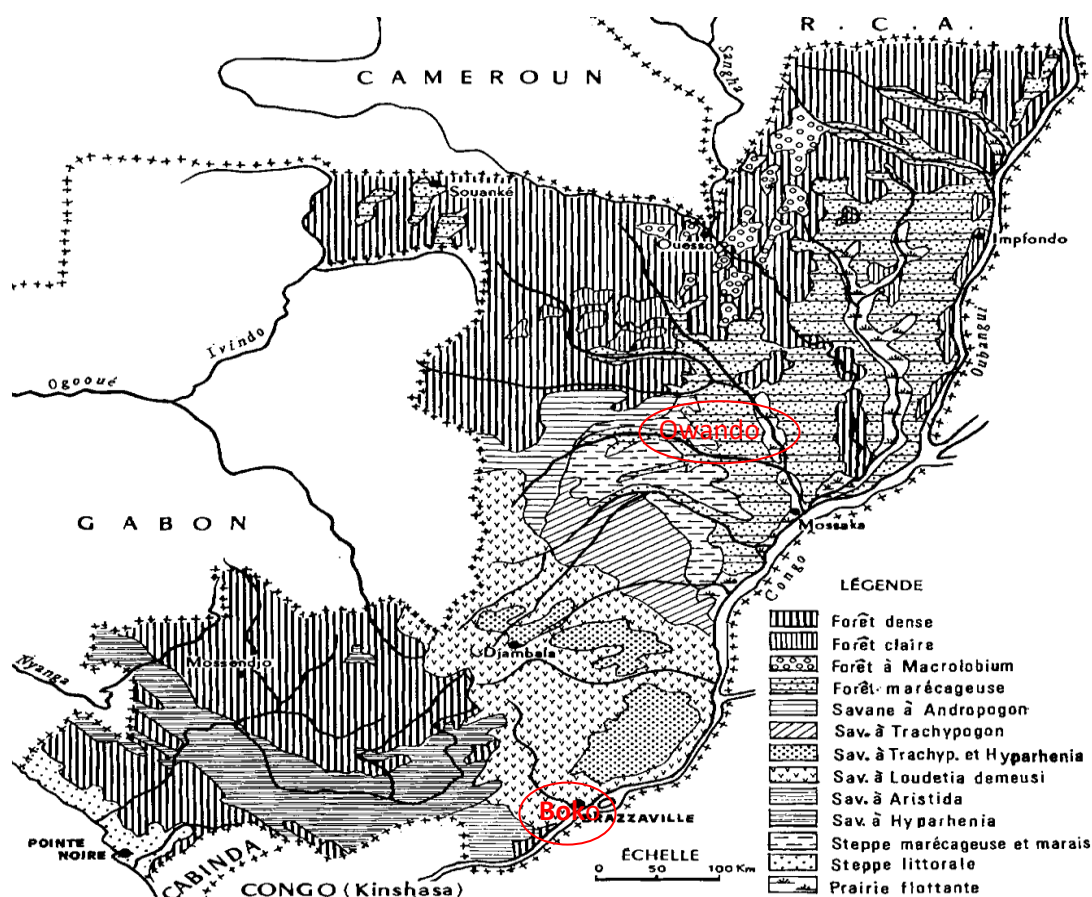 R. C. A.
CAMEROUN
Sangha
Souanké
Ouesso
Impfondo
Oubangui
Ivindo
Ogooué
Owando
GABON
Mossaka
Congo
Djambala
Mossendjo
Nyanga
Boko
BRAZZAVILLE
POINTE
NOIRE
CABINDA
CONGO (Kinshasa)
ÉCHELLE
0 50 100 Km
LÉGENDE
Forêt dense
Forêt claire
Forêt à Macrolobium
Forêt marécageuse
Savane à Andropogon
Sav. à Trachypogon
Sav. à Trachyp. et Hyparhenia
Sav. à Loudetia demeusi
Sav. à Aristida
Sav. à Hyparhenia
Steppe marécageuse et marais
Steppe littorale
Prairie flottante